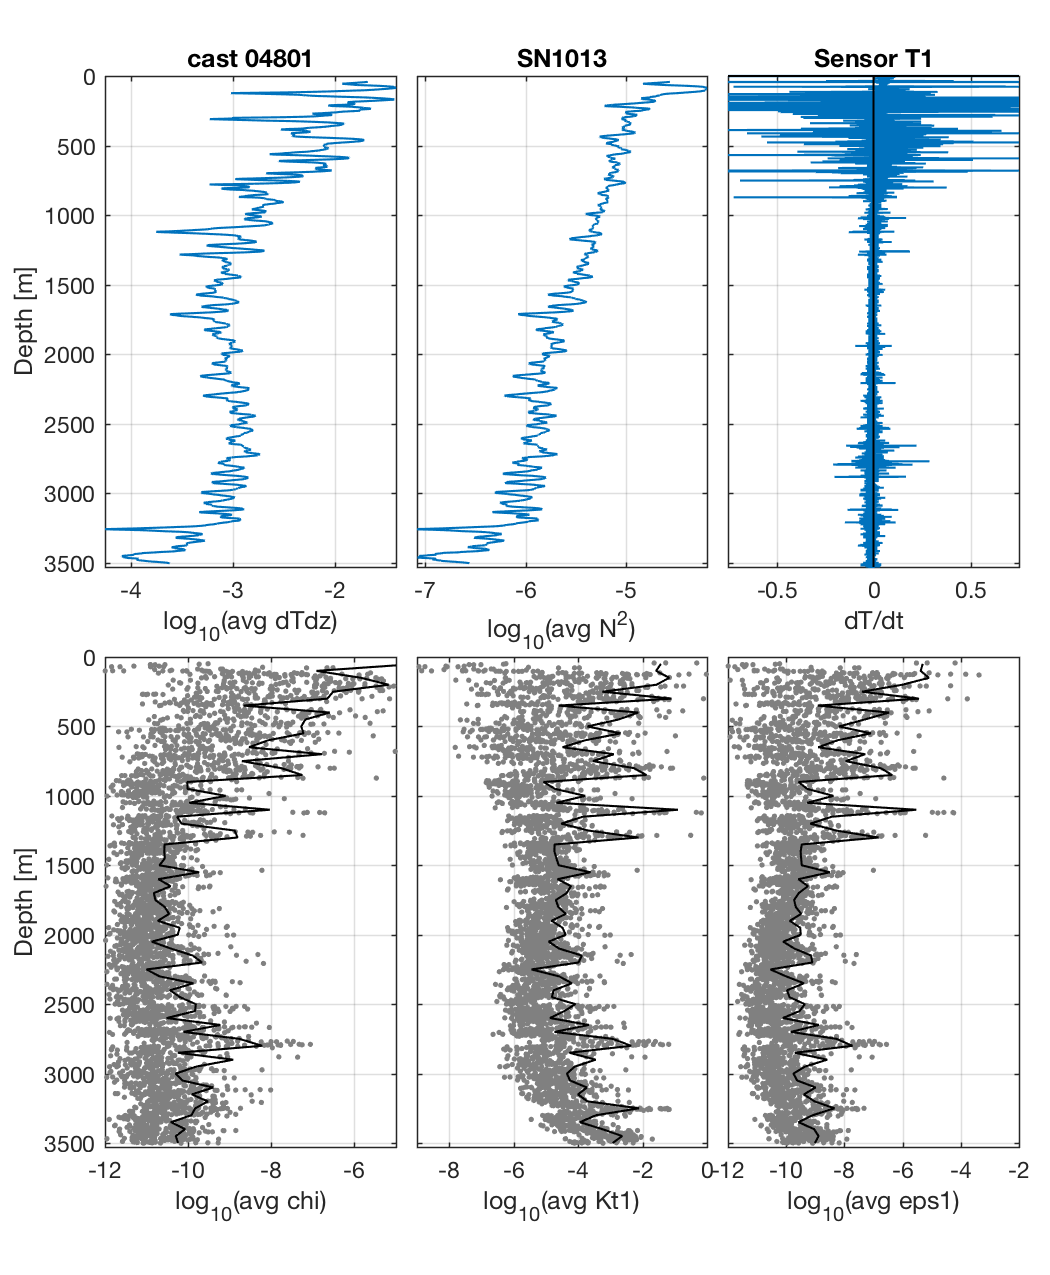 cast 04801 SN1013 Sensor T1
0
500
1000
1500
2000
2500
3000
3500
Depth [m]
-4 -3 -2 -7 -6 -5 -0.5 0 0.5
log10(avg dTdz) log10(avg N2) dT/dt
0
500
1000
1500
2000
2500
3000
3500
Depth [m]
-12 -10 -8 -6 -8 -6 -4 -2 0 -12 -10 -8 -6 -4 -2
log10(avg chi) log10(avg Kt1) log10(avg eps1)